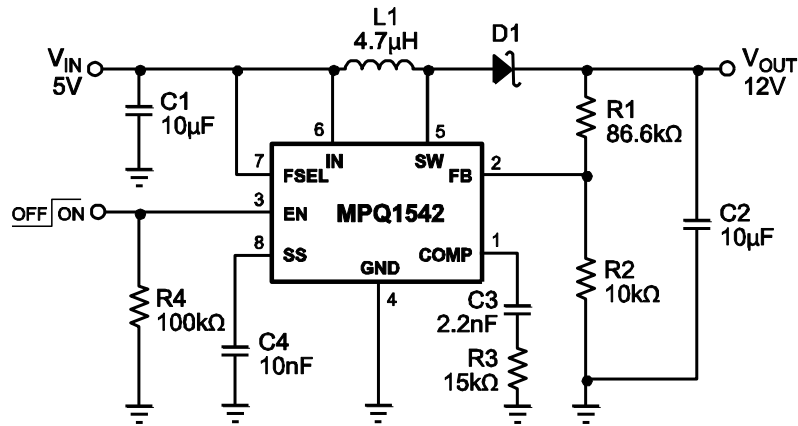 L1
4.7µH
D1
VIN
5V
VOUT
12V
C1
10µF
R1
86.6kΩ
6
5
IN
SW
7
FSEL
FB
2
OFF ON
3
EN
MPQ1542
C2
10µF
8
SS
COMP
1
GND
4
R2
10kΩ
R4
100kΩ
C3
2.2nF
C4
10nF
R3
15kΩ